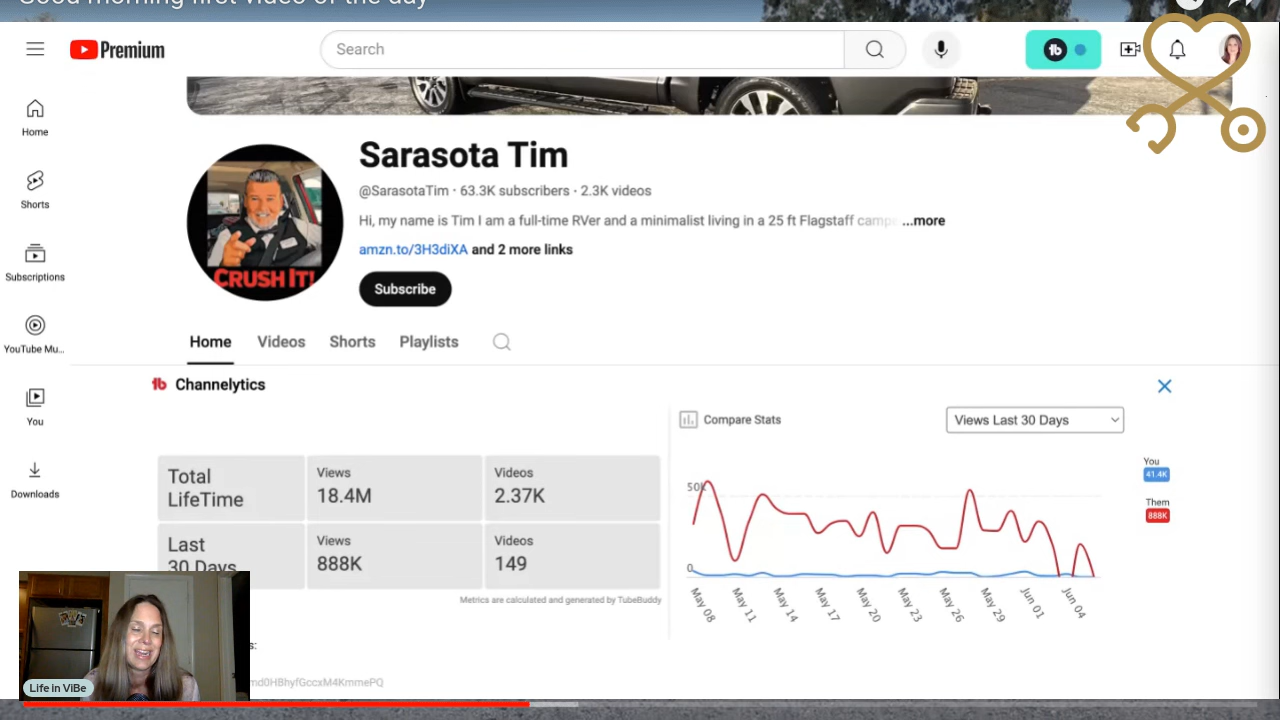 Good morning first video of the day
Premium
Search
Home
Shorts
Subscriptions
YouTube Mu...
You
Downloads
CRUSH IT!
Sarasota Tim
@SarasotaTim · 63.3K subscribers · 2.3K videos
Hi, my name is Tim I am a full-time RVer and a minimalist living in a 25 ft Flagstaff camp ...more
amzn.to/3H3diXA and 2 more links
Subscribe
Home Videos Shorts Playlists
tb Channelytics
Compare Stats
Views Last 30 Days
Total LifeTime
Views
18.4M
Videos
2.37K
Last
30 Days
Views
888K
Videos
149
Metrics are calculated and generated by TubeBuddy
50K
0
May 08
May 11
May 14
May 17
May 20
May 23
May 26
May 29
Jun 01
Jun 04
You
41.4K
Them
888K
s:
md0HBhyfGccxM4KmmePQ
Life in ViBe